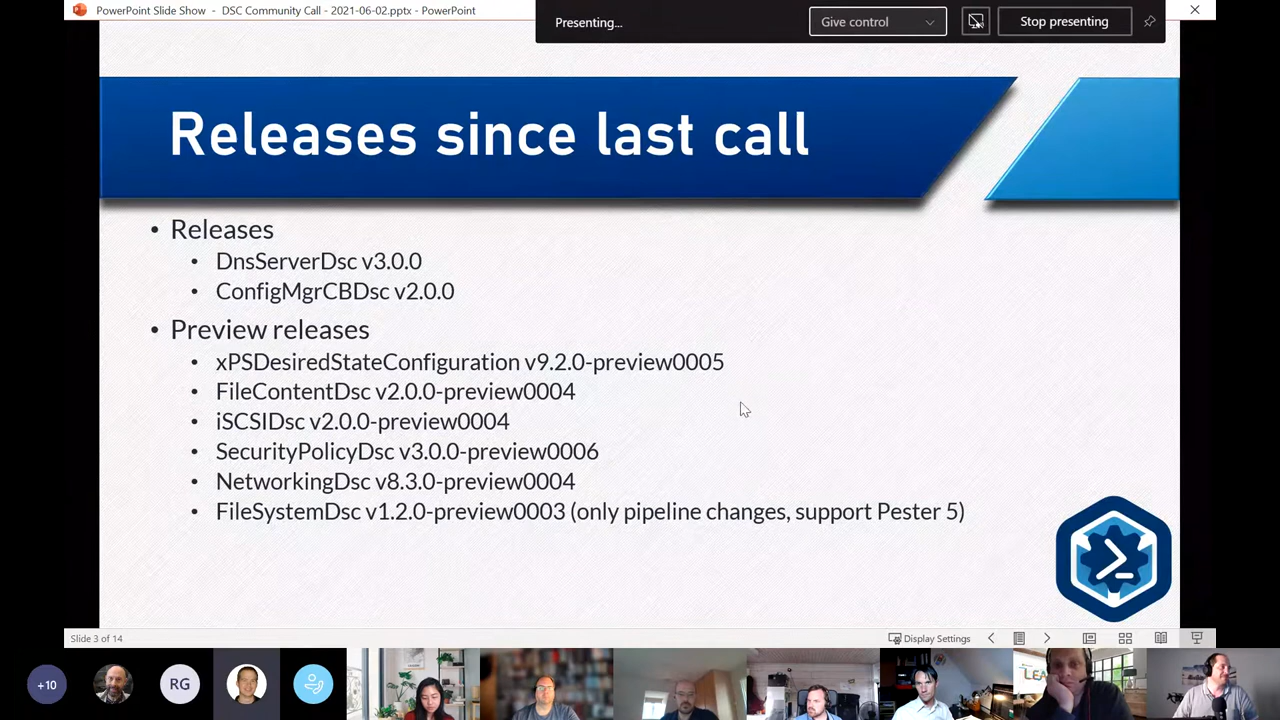 PowerPoint Slide Show - DSC Community Call - 2021-06-02.pptx - PowerPoint
Presenting...
Give control
Stop presenting
Releases since last call
• Releases
• DnsServerDsc v3.0.0
• ConfigMgrCBDsc v2.0.0
• Preview releases
• xPSDesiredStateConfiguration v9.2.0-preview0005
• FileContentDsc v2.0.0-preview0004
• iSCSIDsc v2.0.0-preview0004
• SecurityPolicyDsc v3.0.0-preview0006
• NetworkingDsc v8.3.0-preview0004
• FileSystemDsc v1.2.0-preview0003 (only pipeline changes, support Pester 5)
Slide 3 of 14
Display Settings
+10
RG